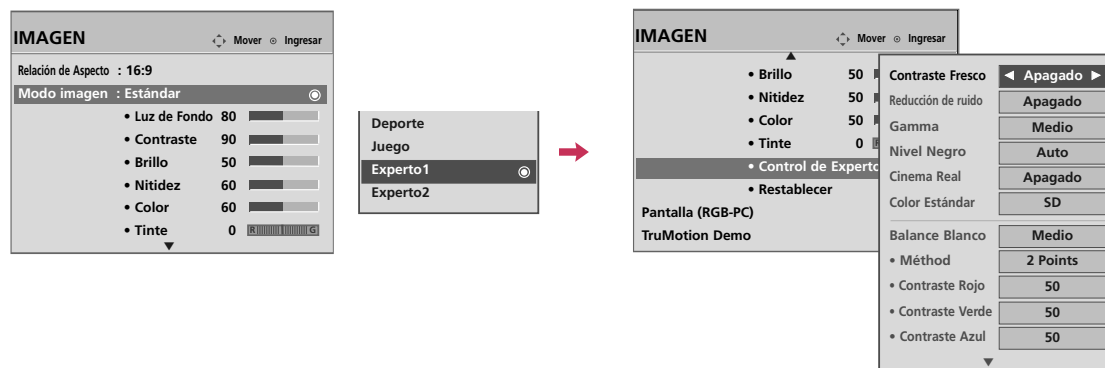 IMAGEN
Mover
Ingresar
Relación de Aspecto : 16:9
Modo imagen : Estándar
• Luz de Fondo 80
• Contraste 90
• Brillo 50
• Nitidez 60
• Color 60
• Tinte 0 R G
Deporte
Juego
Experto1
Experto2
IMAGEN
Mover
Ingresar
• Brillo 50
• Nitidez 50
• Color 50
• Tinte 0
• Control de Experto
• Restablecer
Pantalla (RGB-PC)
TruMotion Demo
Contraste Fresco Apagado
Reducción de ruido Apagado
Gamma Medio
Nivel Negro Auto
Cinema Real Apagado
Color Estándar SD
Balance Blanco Medio
• Méthod 2 Points
• Contraste Rojo 50
• Contraste Verde 50
• Contraste Azul 50